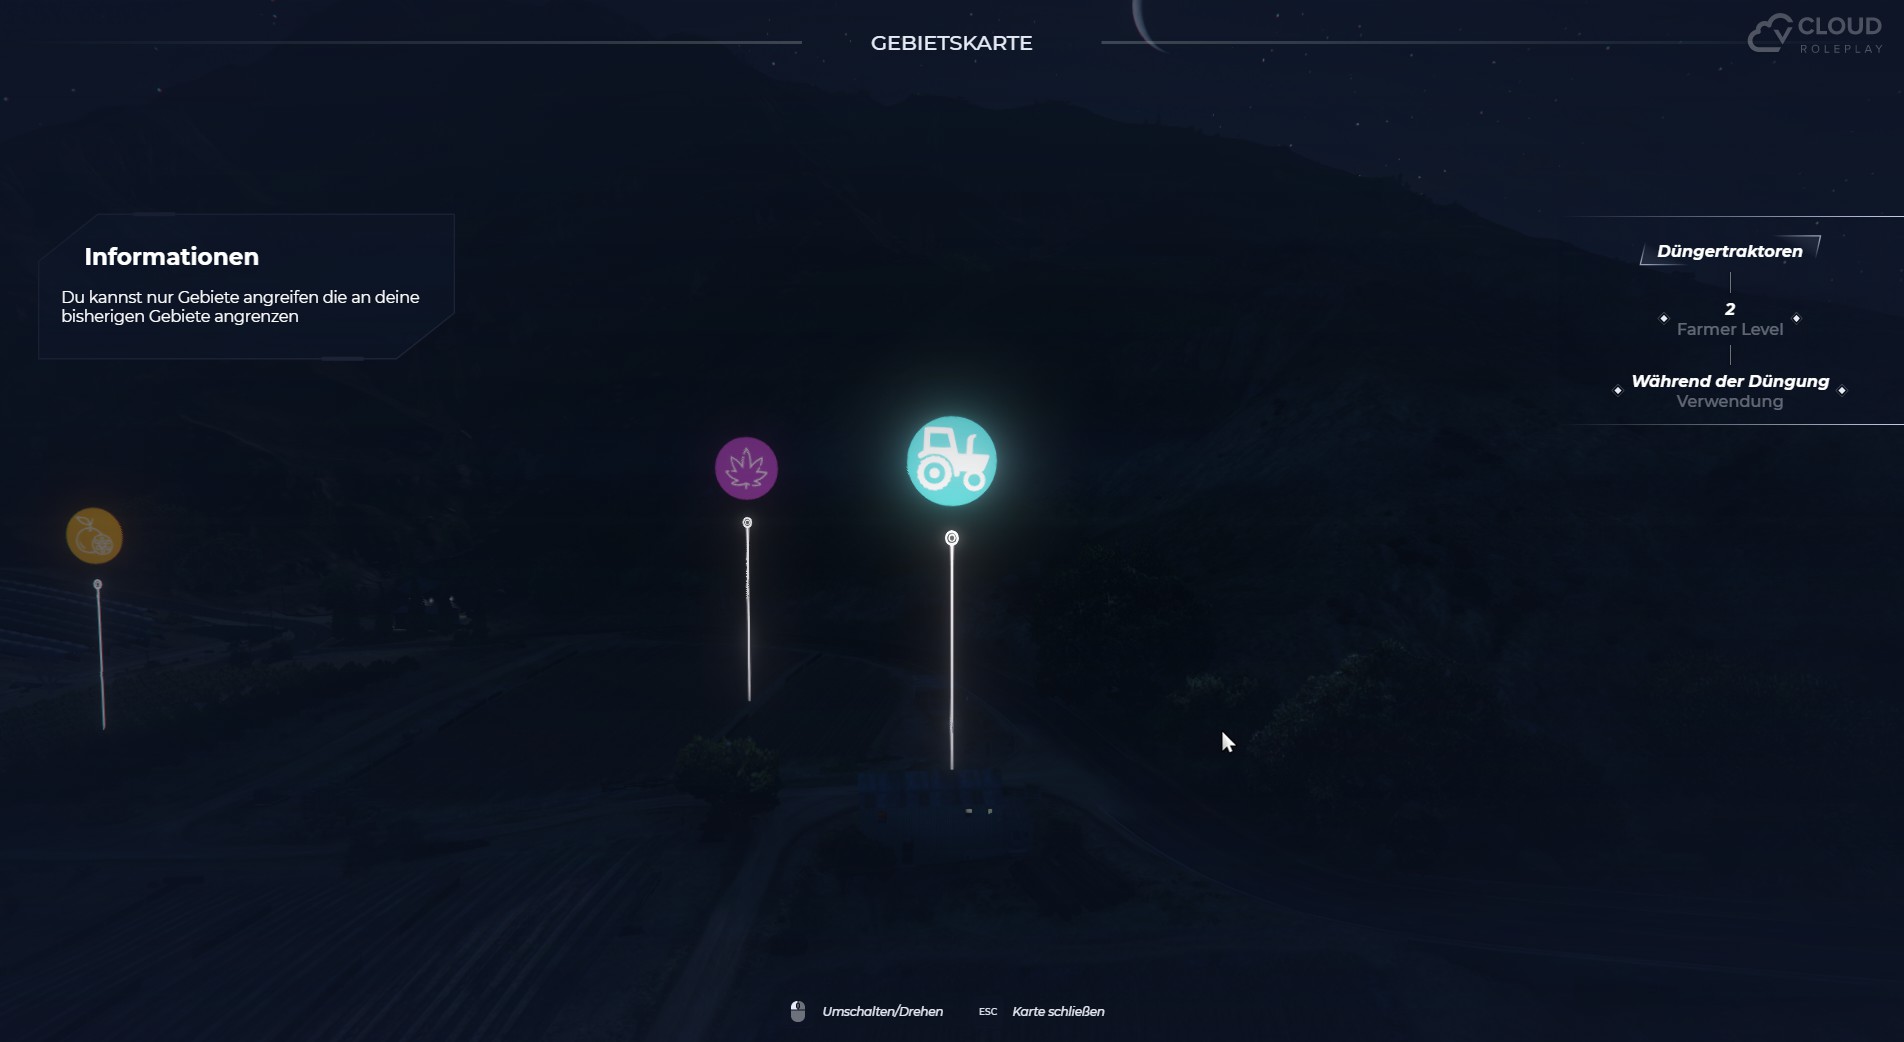 GEBIETSKARTE
CLOUD
ROLEPLAY
Informationen
Du kannst nur Gebiete angreifen die an deine
bisherigen Gebiete angrenzen
Düngertraktoren
2
Farmer Level
Während der Düngung
Verwendung
Umschalten/Drehen
ESC Karte schließen